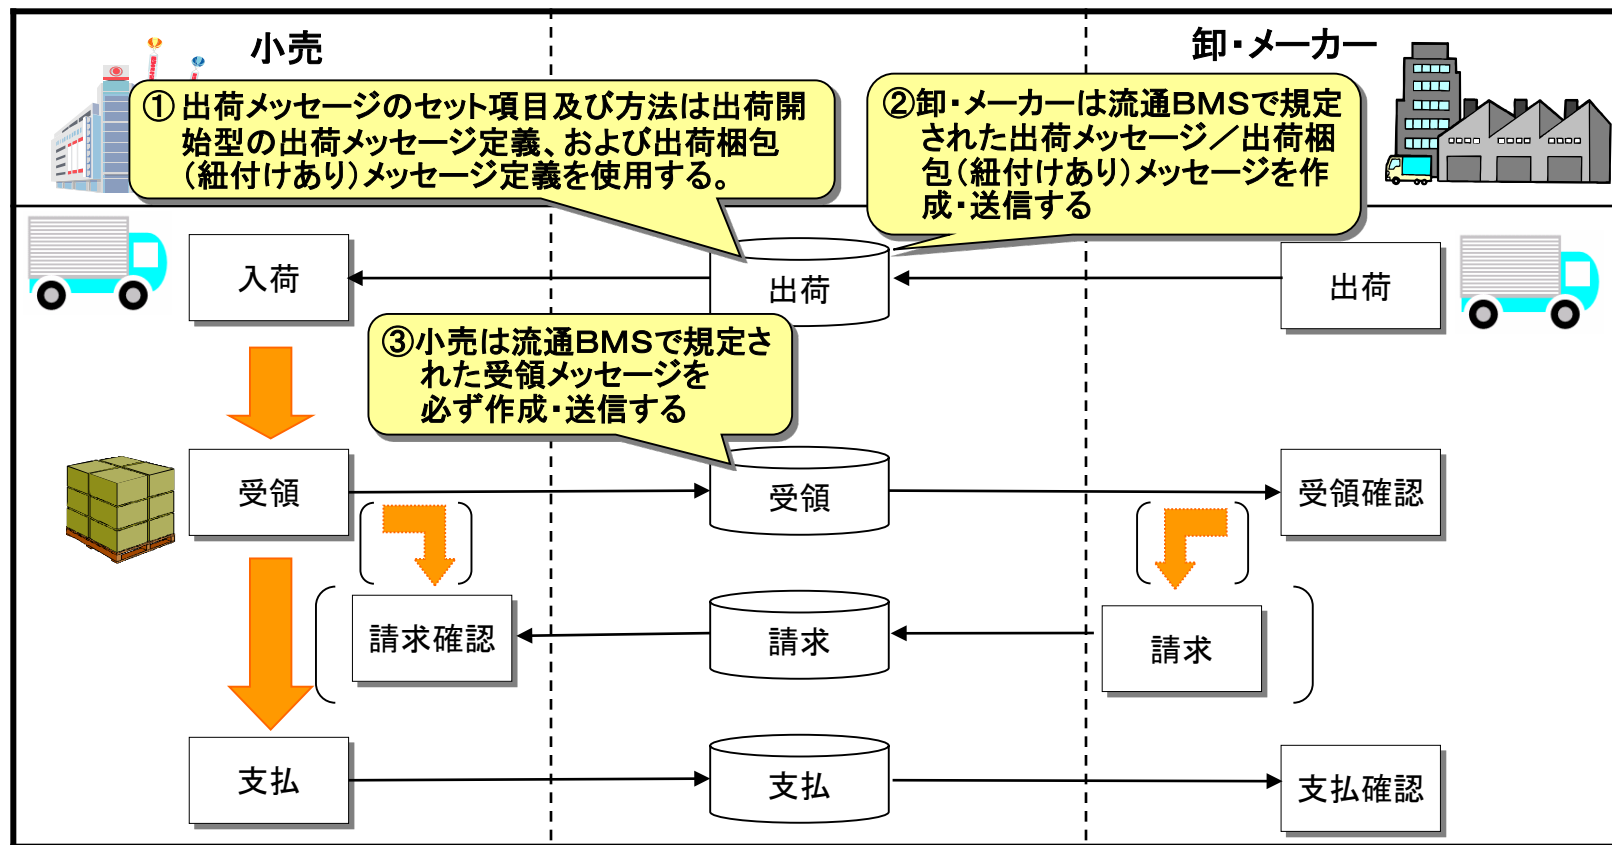 小売
卸・メーカー
① 出荷メッセージのセット項目及び方法は出荷開
始型の出荷メッセージ定義、および出荷梱包
（紐付けあり）メッセージ定義を使用する。
②卸・メーカーは流通ＢＭＳで規定
された出荷メッセージ／出荷梱
包（紐付けあり）メッセージを作
成・送信する
入荷
出荷
出荷
③小売は流通ＢＭＳで規定さ
れた受領メッセージを
必ず作成・送信する
受領
受領
受領確認
請求確認
請求
請求
支払
支払
支払確認